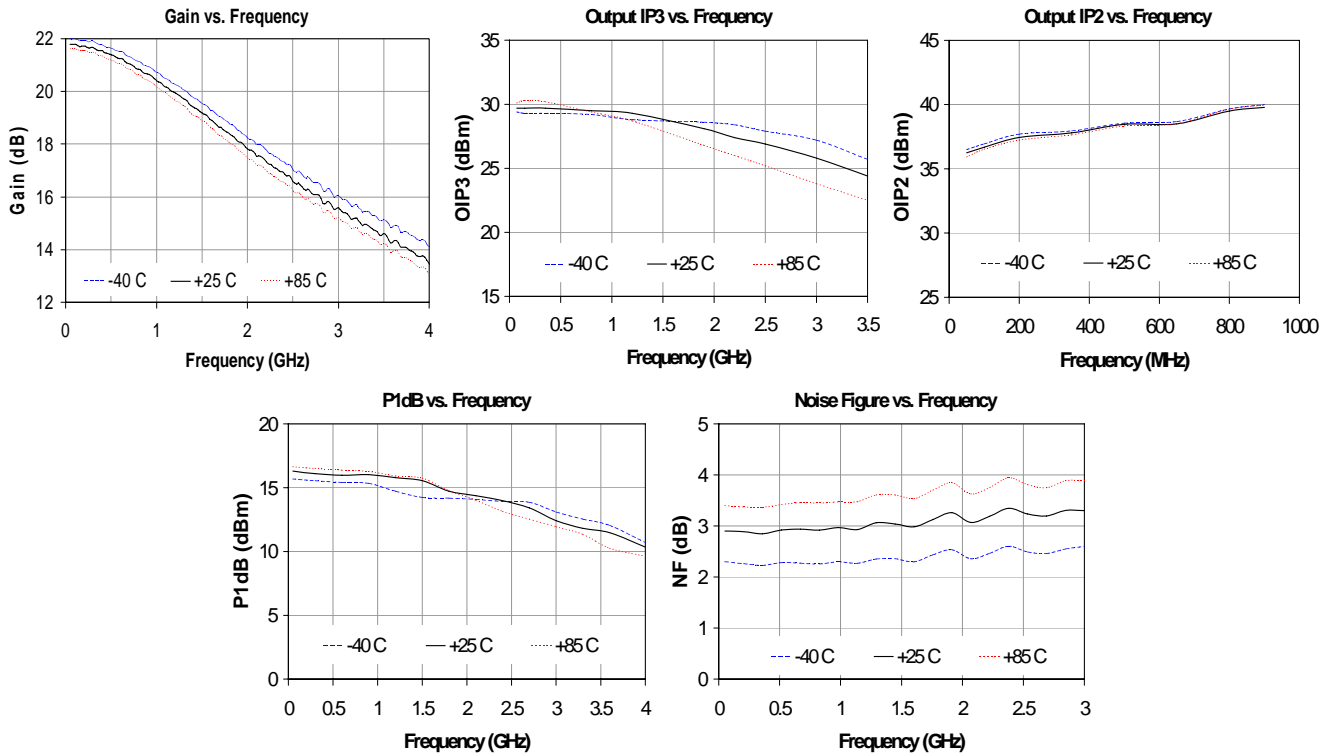 Gain vs. Frequency
22
20
18
16
14
12
Gain (dB)
-40 C +25 C +85 C
0 1 2 3 4
Frequency (GHz)
Output IP3 vs. Frequency
35
30
25
20
15
OIP3 (dBm)
-40 C +25 C +85 C
0 0.5 1 1.5 2 2.5 3 3.5
Frequency (GHz)
Output IP2 vs. Frequency
45
40
35
30
25
OIP2 (dBm)
-40 C +25 C +85 C
0 200 400 600 800 1000
Frequency (MHz)
P1dB vs. Frequency
20
15
10
5
0
P1dB (dBm)
-40 C +25 C +85 C
0 0.5 1 1.5 2 2.5 3 3.5 4
Frequency (GHz)
Noise Figure vs. Frequency
5
4
3
2
1
0
NF (dB)
-40 C +25 C +85 C
0 0.5 1 1.5 2 2.5 3
Frequency (GHz)